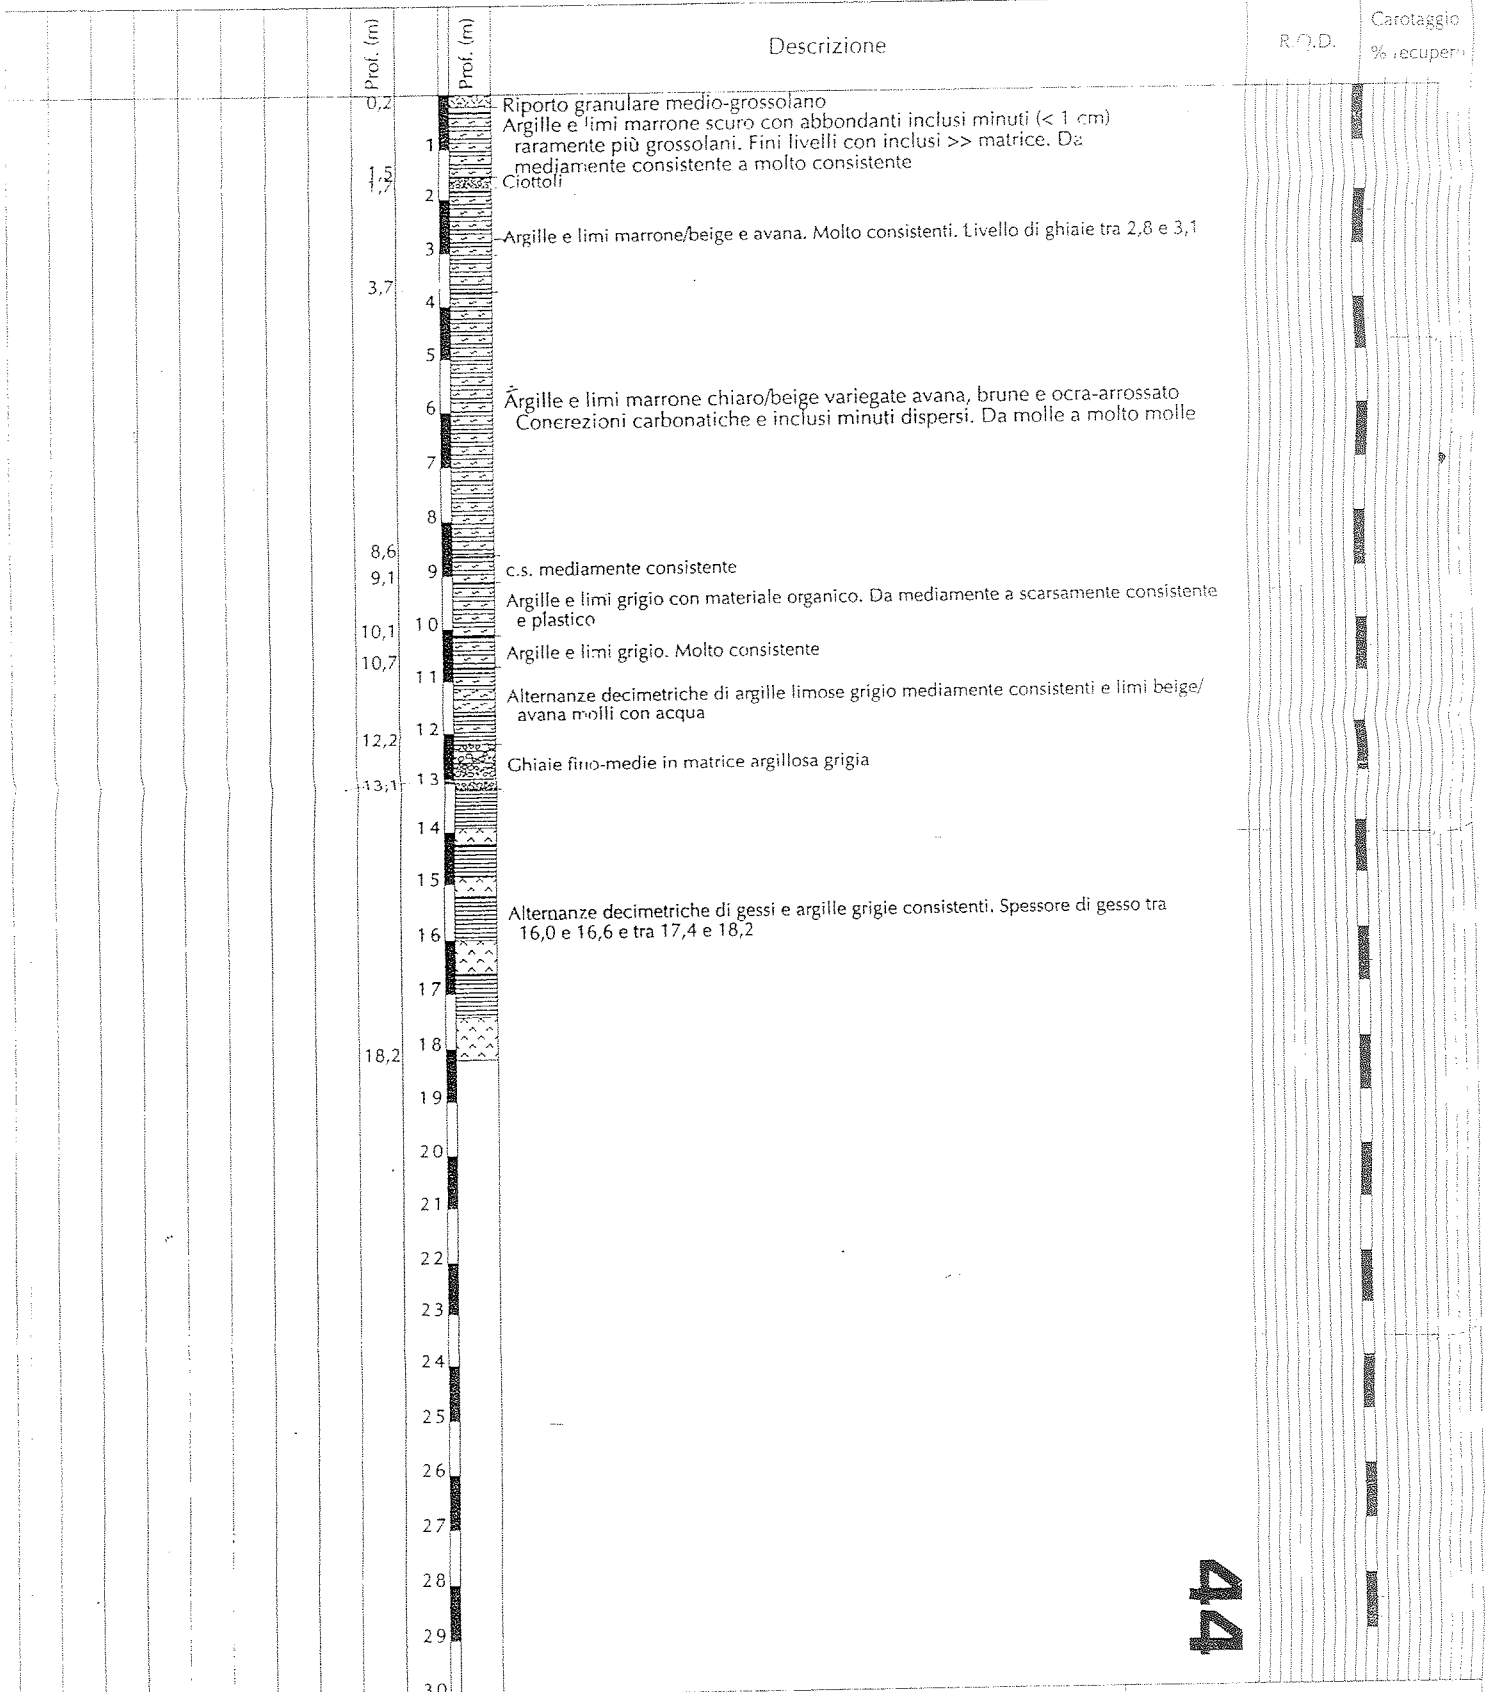 Prof. (m)
Prof. (m)
Descrizione
R.Q.D.
Carotaggio
% recupero
0,2
Riporto granulare medio-grossolano
Argille e limi marrone scuro con abbondanti inclusi minuti (< 1 cm)
1
raramente più grossolani. Fini livelli con inclusi >> matrice. Da
mediamente consistente a molto consistente
1,5
1,7
Ciottoli
2
Argille e limi marrone/beige e avana. Molto consistenti. Livello di ghiaie tra 2,8 e 3,1
3
3,7
4
5
Argille e limi marrone chiaro/beige variegate avana, brune e ocra-arrossato
6
Concrezioni carbonatiche e inclusi minuti dispersi. Da molle a molto molle
7
8
8,6
9,1
9
c.s. mediamente consistente
Argille e limi grigio con materiale organico. Da mediamente a scarsamente consistente
e plastico
10
10,1
Argille e limi grigio. Molto consistente
10,7
11
Alternanze decimetriche di argille limose grigio mediamente consistenti e limi beige/
avana molli con acqua
12
12,2
Ghiaie fino-medie in matrice argillosa grigia
13
13,1
14
15
Alternanze decimetriche di gessi e argille grigie consistenti. Spessore di gesso tra
16,0 e 16,6 e tra 17,4 e 18,2
16
17
18
18,2
19
20
21
22
23
24
25
26
27
28
29
30
44